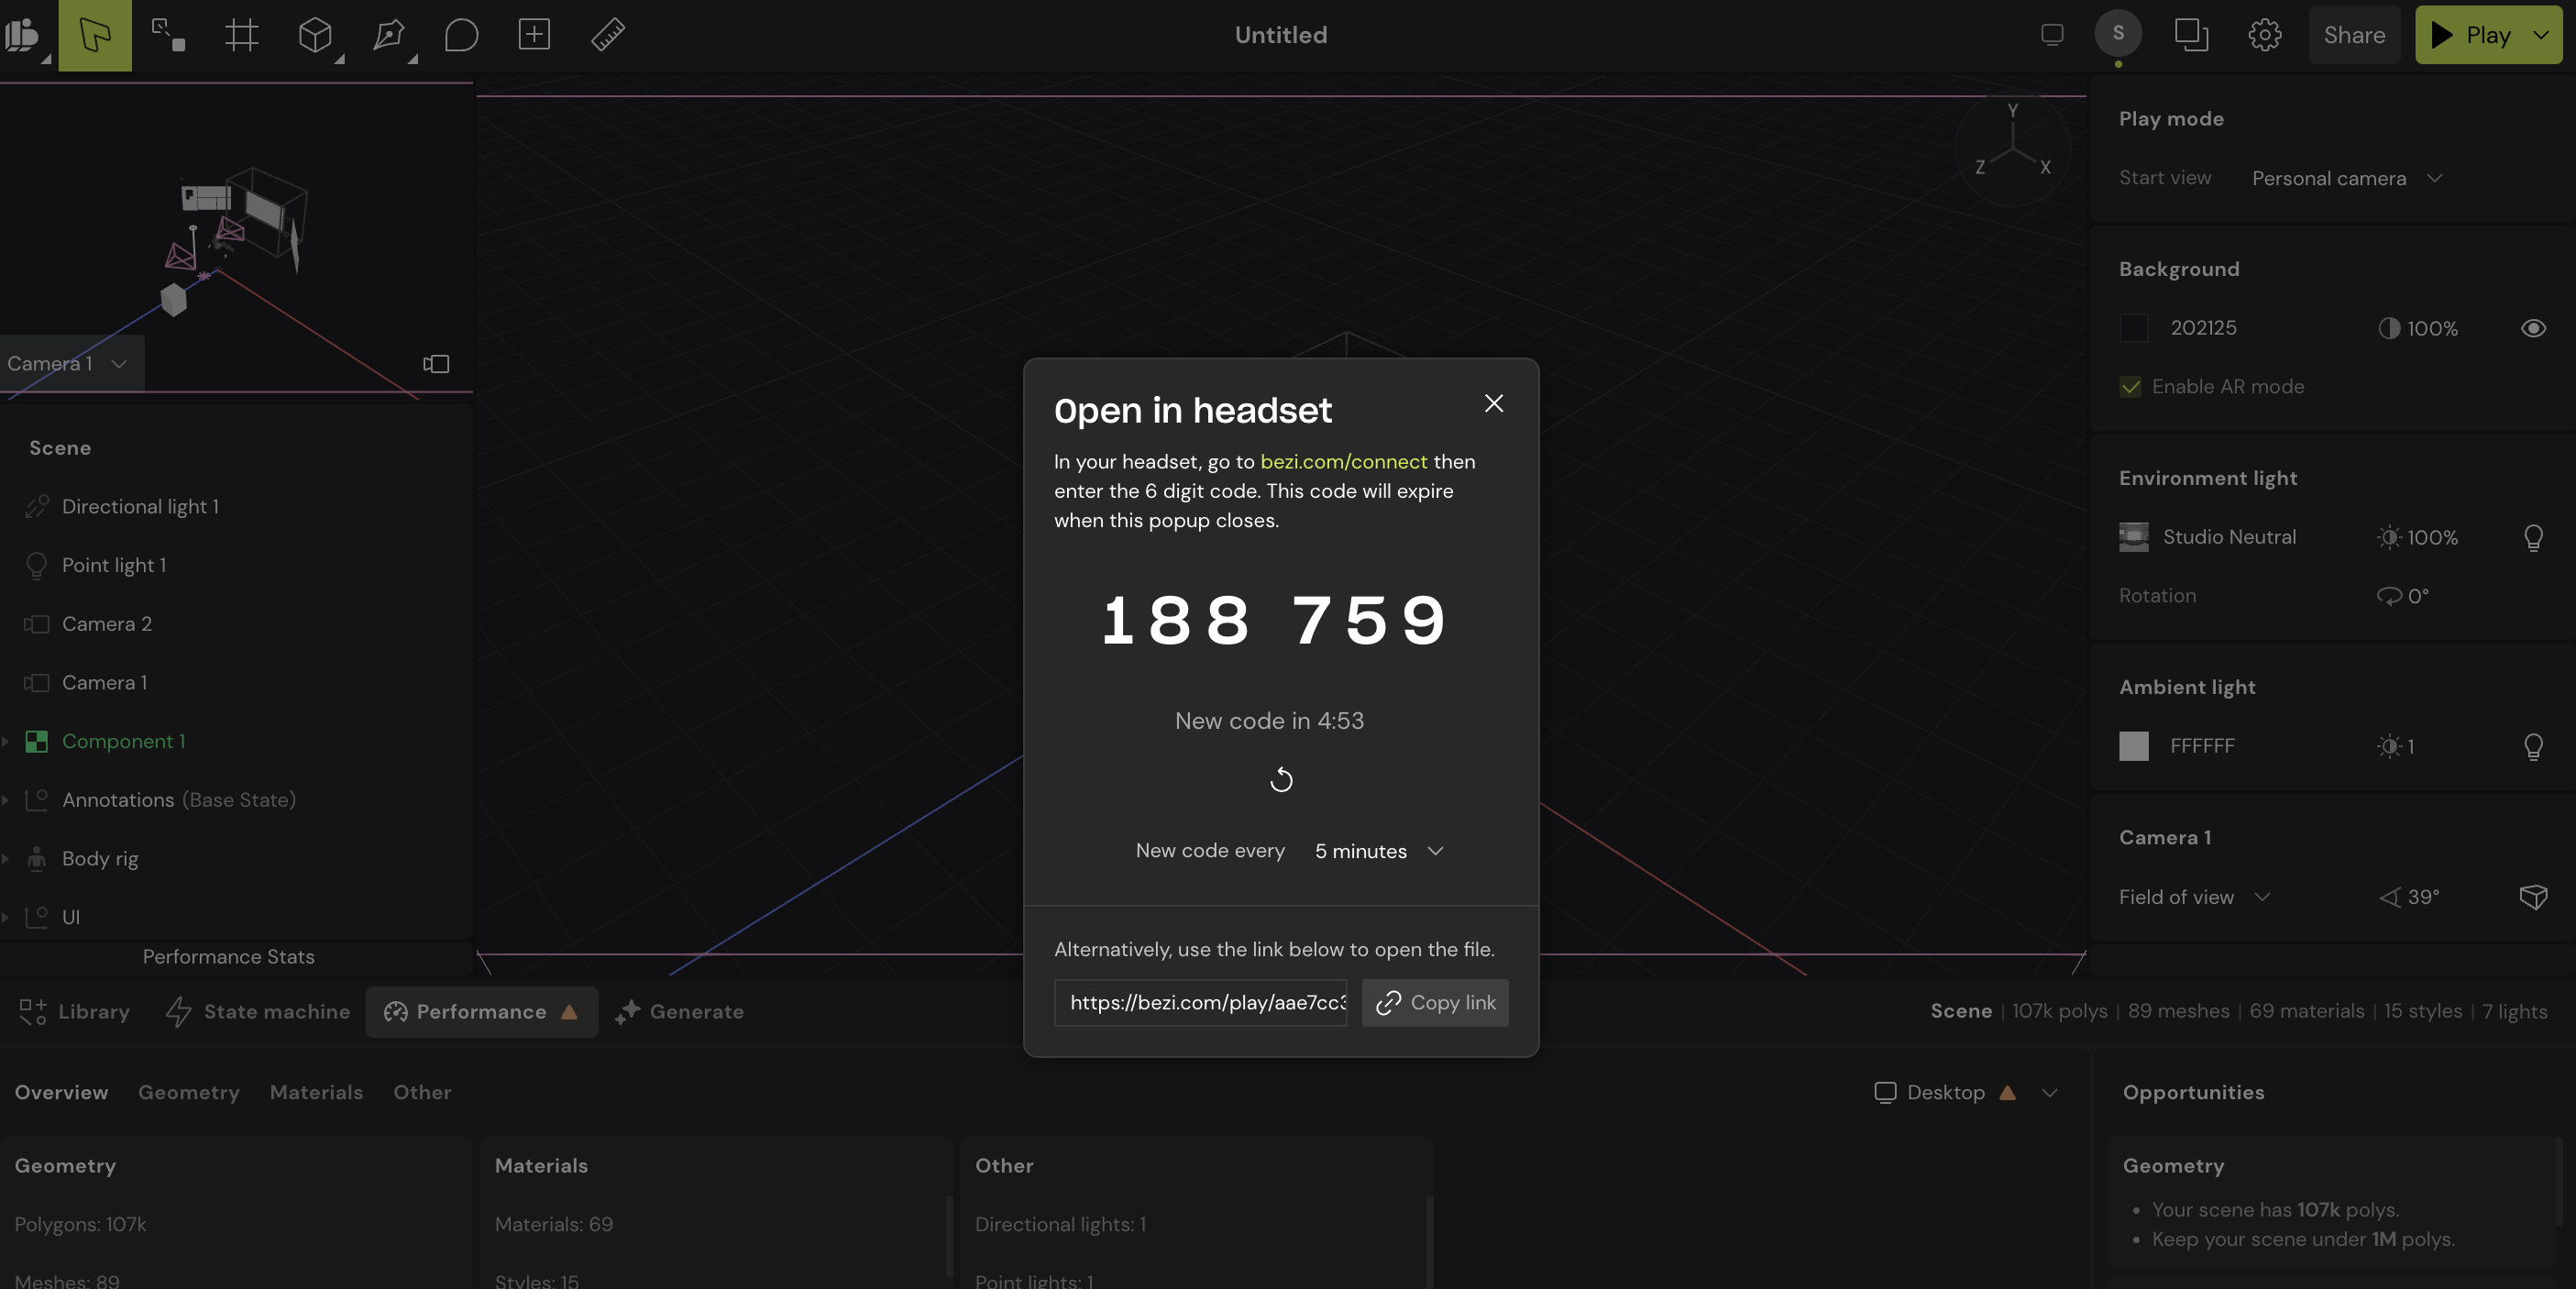 Untitled
S
Share
Play
Camera 1
Y
Z
X
Scene
Directional light 1
Point light 1
Camera 2
Camera 1
Component 1
Annotations (Base State)
Body rig
UI
Performance Stats
Open in headset
In your headset, go to bezi.com/connect then
enter the 6 digit code. This code will expire
when this popup closes.
188 759
New code in 4:53
New code every 5 minutes
Alternatively, use the link below to open the file.
https://bezi.com/play/aae7cc3
Copy link
Play mode
Start view Personal camera
Background
202125 100%
Enable AR mode
Environment light
Studio Neutral 100%
Rotation 0°
Ambient light
FFFFFF 1
Camera 1
Field of view 39°
Library State machine Performance Generate
Scene | 107k polys | 89 meshes | 69 materials | 15 styles | 7 lights
Overview Geometry Materials Other
Desktop
Geometry
Polygons: 107k
Meshes: 89
Materials
Materials: 69
Styles: 15
Other
Directional lights: 1
Point lights: 1
Opportunities
Geometry
• Your scene has 107k polys.
• Keep your scene under 1M polys.